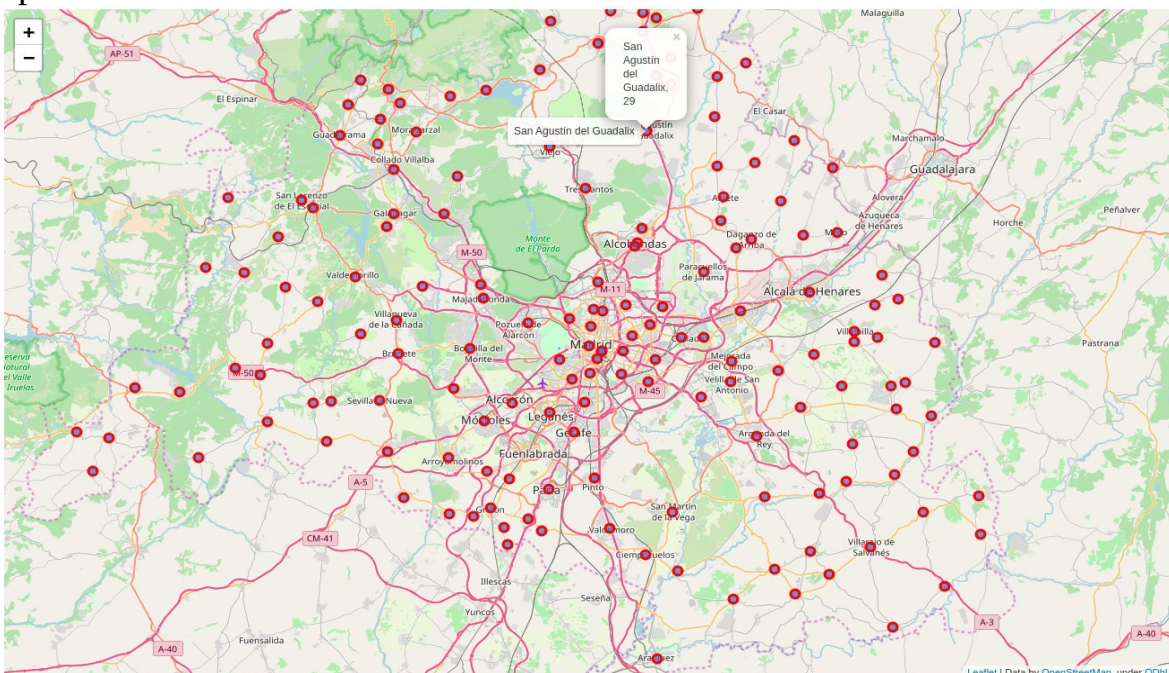 +
−
AP-51
El Espinar
Guadarrama
Moralzarzal
Collado Villalba
San Lorenzo
de El Escorial
Galapagar
Valdemorillo
Villanueva
de la Cañada
Brunete
M-50
Sevilla la Nueva
San
Agustín
del
Guadalix,
29
×
San Agustín del Guadalix
Viejo
Tres Cantos
Monte
de El Pardo
M-50
Majadahonda
Pozuelo de
Alarcón
Boadilla del
Monte
Alcobendas
M-11
Madrid
Malaguilla
El Casar
Marchamalo
Guadalajara
Alovera
Azuqueca
de Henares
Horche
Peñalver
Algete
Daganzo de
Arriba
Meco
Paracuellos
de Jarama
Alcalá de Henares
Coslada
Villalbilla
Pastrana
Mejorada
del Campo
Velilla de San
Antonio
M-45
Alcorcón
Móstoles
Leganés
Getafe
Fuenlabrada
Arroyomolinos
A-5
Parla
Pinto
Griñón
Arganda del
Rey
San Martín
de la Vega
Valdemoro
Ciempozuelos
Villarejo de
Salvanés
CM-41
Illescas
Yuncos
Seseña
Fuensalida
A-40
Aranjuez
A-3
A-40
Leaflet | Data by OpenStreetMap, under ODbL